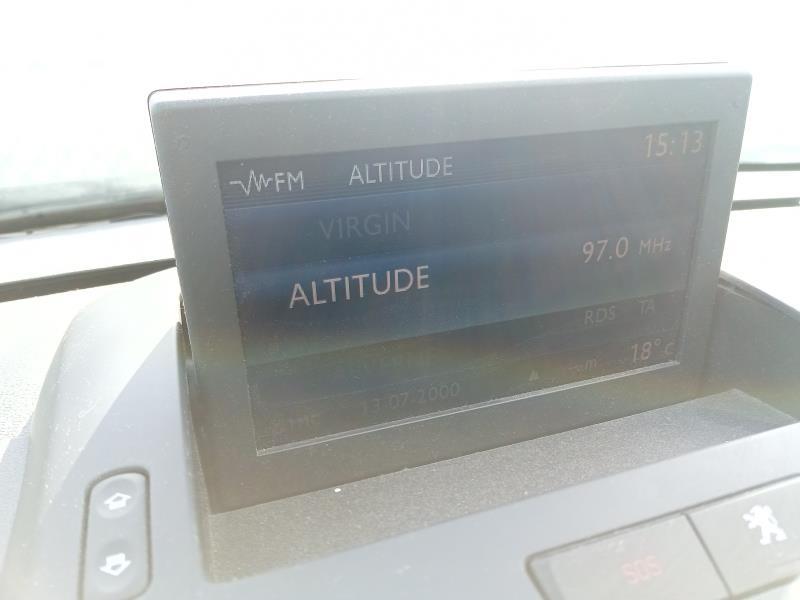 FM ALTITUDE 15:13
VIRGIN
ALTITUDE 97.0 MHz
RDS TA
13-07-2000 18°c
SOS